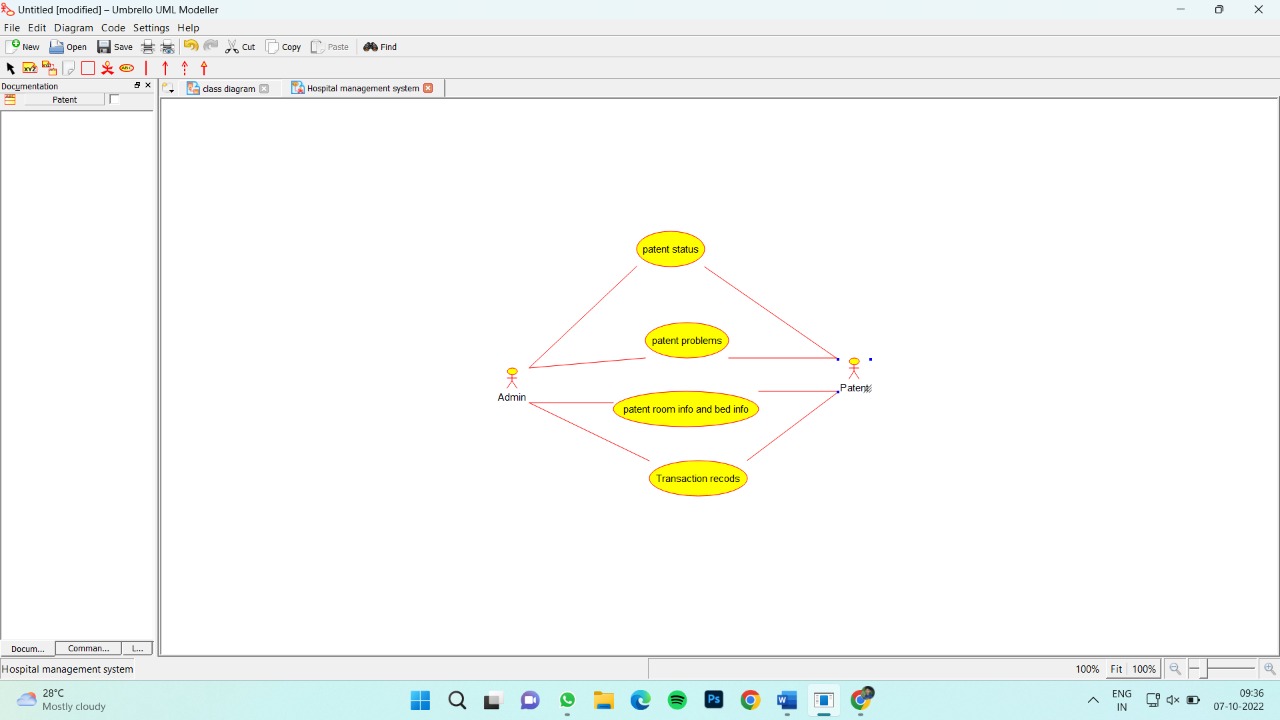 Untitled [modified] – Umbrello UML Modeller
File Edit Diagram Code Settings Help
New Open Save Cut Copy Paste Find
Documentation
Patent
class diagram Hospital management system
patent status
patent problems
Admin
Patent
patent room info and bed info
Transaction recods
Docum... Comman... L...
Hospital management system 100% Fit 100%
28°C
Mostly cloudy
ENG
IN
09:36
07-10-2022